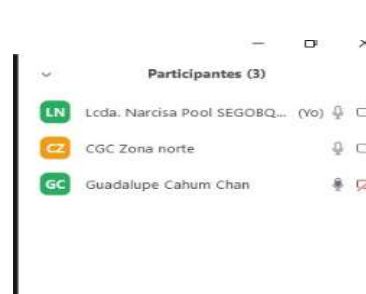 Participantes (3)
LN Lcda. Narcisa Pool SEGOBQ... (Yo)
CZ CGC Zona norte
GC Guadalupe Cahum Chan